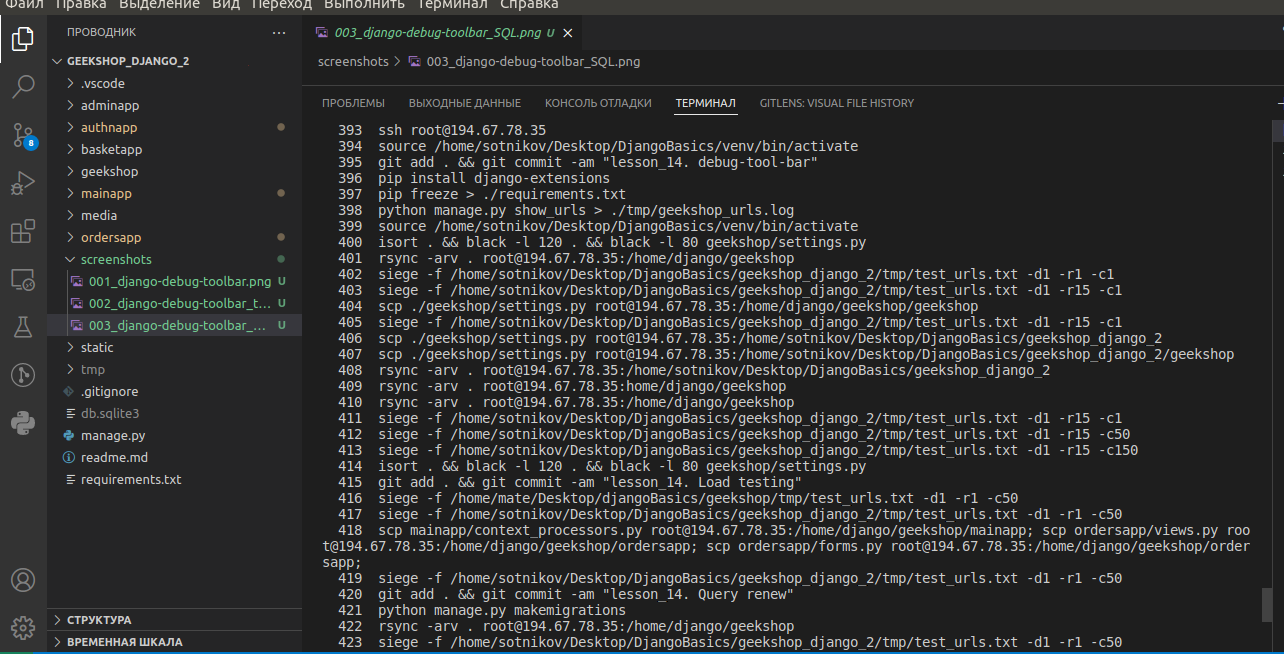 Файл Правка Выделение Вид Переход Выполнить Терминал Справка
ПРОВОДНИК ...
GEEKSHOP_DJANGO_2
.vscode
adminapp
authnapp
basketapp
geekshop
mainapp
media
ordersapp
screenshots
001_django-debug-toolbar.png U
002_django-debug-toolbar_t... U
003_django-debug-toolbar_... U
static
tmp
.gitignore
db.sqlite3
manage.py
readme.md
requirements.txt
СТРУКТУРА
ВРЕМЕННАЯ ШКАЛА
8
003_django-debug-toolbar_SQL.png U
screenshots > 003_django-debug-toolbar_SQL.png
ПРОБЛЕМЫ ВЫХОДНЫЕ ДАННЫЕ КОНСОЛЬ ОТЛАДКИ ТЕРМИНАЛ GITLENS: VISUAL FILE HISTORY
393 ssh root@194.67.78.35
394 source /home/sotnikov/Desktop/DjangoBasics/venv/bin/activate
395 git add . && git commit -am "lesson_14. debug-tool-bar"
396 pip install django-extensions
397 pip freeze > ./requirements.txt
398 python manage.py show_urls > ./tmp/geekshop_urls.log
399 source /home/sotnikov/Desktop/DjangoBasics/venv/bin/activate
400 isort . && black -l 120 . && black -l 80 geekshop/settings.py
401 rsync -arv . root@194.67.78.35:/home/django/geekshop
402 siege -f /home/sotnikov/Desktop/DjangoBasics/geekshop_django_2/tmp/test_urls.txt -d1 -r1 -c1
403 siege -f /home/sotnikov/Desktop/DjangoBasics/geekshop_django_2/tmp/test_urls.txt -d1 -r15 -c1
404 scp ./geekshop/settings.py root@194.67.78.35:/home/django/geekshop/geekshop
405 siege -f /home/sotnikov/Desktop/DjangoBasics/geekshop_django_2/tmp/test_urls.txt -d1 -r15 -c1
406 scp ./geekshop/settings.py root@194.67.78.35:/home/sotnikov/Desktop/DjangoBasics/geekshop_django_2
407 scp ./geekshop/settings.py root@194.67.78.35:/home/sotnikov/Desktop/DjangoBasics/geekshop_django_2/geekshop
408 rsync -arv . root@194.67.78.35:/home/sotnikov/Desktop/DjangoBasics/geekshop_django_2
409 rsync -arv . root@194.67.78.35:home/django/geekshop
410 rsync -arv . root@194.67.78.35:/home/django/geekshop
411 siege -f /home/sotnikov/Desktop/DjangoBasics/geekshop_django_2/tmp/test_urls.txt -d1 -r15 -c1
412 siege -f /home/sotnikov/Desktop/DjangoBasics/geekshop_django_2/tmp/test_urls.txt -d1 -r15 -c50
413 siege -f /home/sotnikov/Desktop/DjangoBasics/geekshop_django_2/tmp/test_urls.txt -d1 -r15 -c150
414 isort . && black -l 120 . && black -l 80 geekshop/settings.py
415 git add . && git commit -am "lesson_14. Load testing"
416 siege -f /home/mate/Desktop/djangoBasics/geekshop/tmp/test_urls.txt -d1 -r1 -c50
417 siege -f /home/sotnikov/Desktop/DjangoBasics/geekshop_django_2/tmp/test_urls.txt -d1 -r1 -c50
418 scp mainapp/context_processors.py root@194.67.78.35:/home/django/geekshop/mainapp; scp ordersapp/views.py roo
t@194.67.78.35:/home/django/geekshop/ordersapp; scp ordersapp/forms.py root@194.67.78.35:/home/django/geekshop/order
sapp;
419 siege -f /home/sotnikov/Desktop/DjangoBasics/geekshop_django_2/tmp/test_urls.txt -d1 -r1 -c50
420 git add . && git commit -am "lesson_14. Query renew"
421 python manage.py makemigrations
422 rsync -arv . root@194.67.78.35:/home/django/geekshop
423 siege -f /home/sotnikov/Desktop/DjangoBasics/geekshop_django_2/tmp/test_urls.txt -d1 -r1 -c50